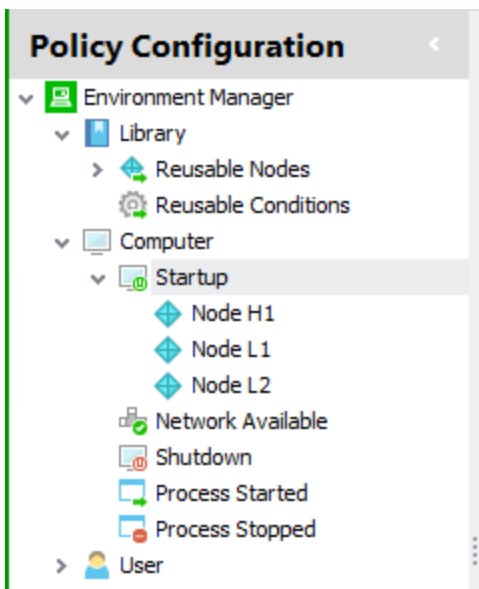 Policy Configuration
Environment Manager
Library
Reusable Nodes
Reusable Conditions
Computer
Startup
Node H1
Node L1
Node L2
Network Available
Shutdown
Process Started
Process Stopped
User